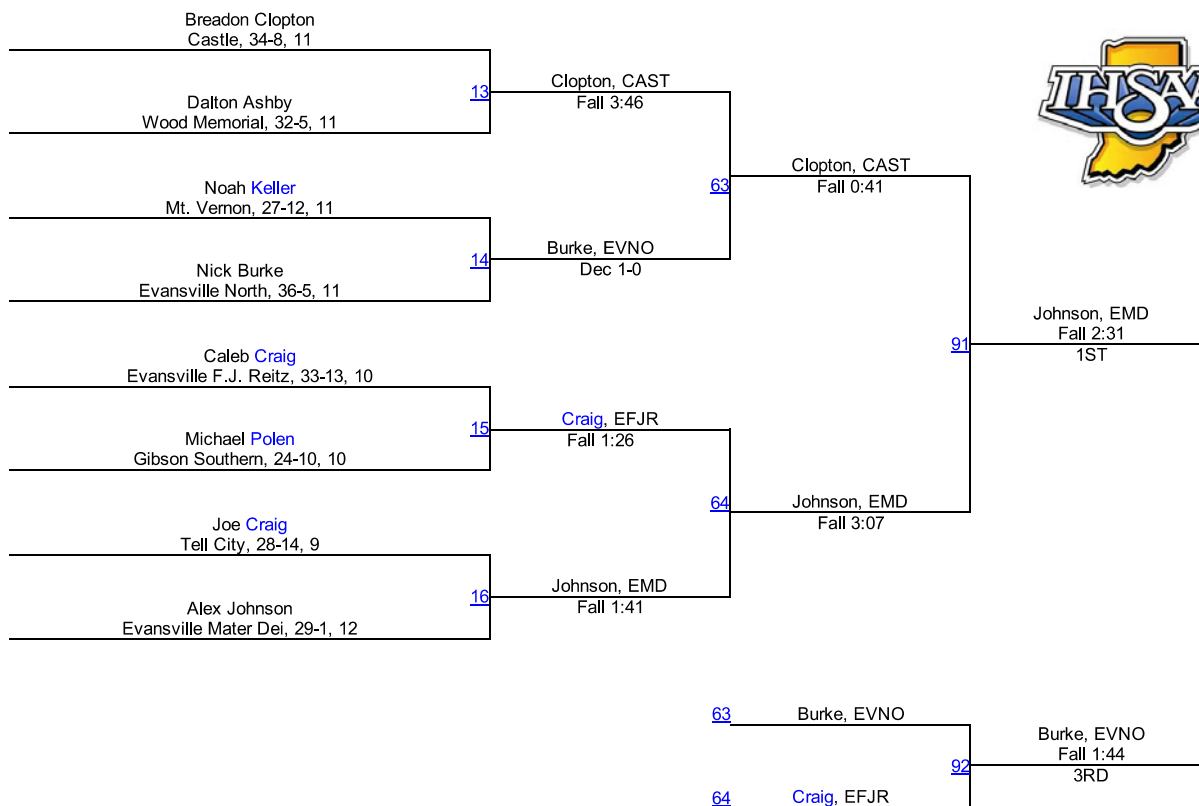 Breadon Clopton
Castle, 34-8, 11
13
Clopton, CAST
Fall 3:46
Dalton Ashby
Wood Memorial, 32-5, 11
IHSAA
63
Clopton, CAST
Fall 0:41
Noah Keller
Mt. Vernon, 27-12, 11
14
Burke, EVNO
Dec 1-0
Nick Burke
Evansville North, 36-5, 11
91
Johnson, EMD
Fall 2:31
1ST
Caleb Craig
Evansville F.J. Reitz, 33-13, 10
15
Craig, EFJR
Fall 1:26
Michael Polen
Gibson Southern, 24-10, 10
64
Johnson, EMD
Fall 3:07
Joe Craig
Tell City, 28-14, 9
16
Johnson, EMD
Fall 1:41
Alex Johnson
Evansville Mater Dei, 29-1, 12
63
Burke, EVNO
92
Burke, EVNO
Fall 1:44
3RD
64
Craig, EFJR